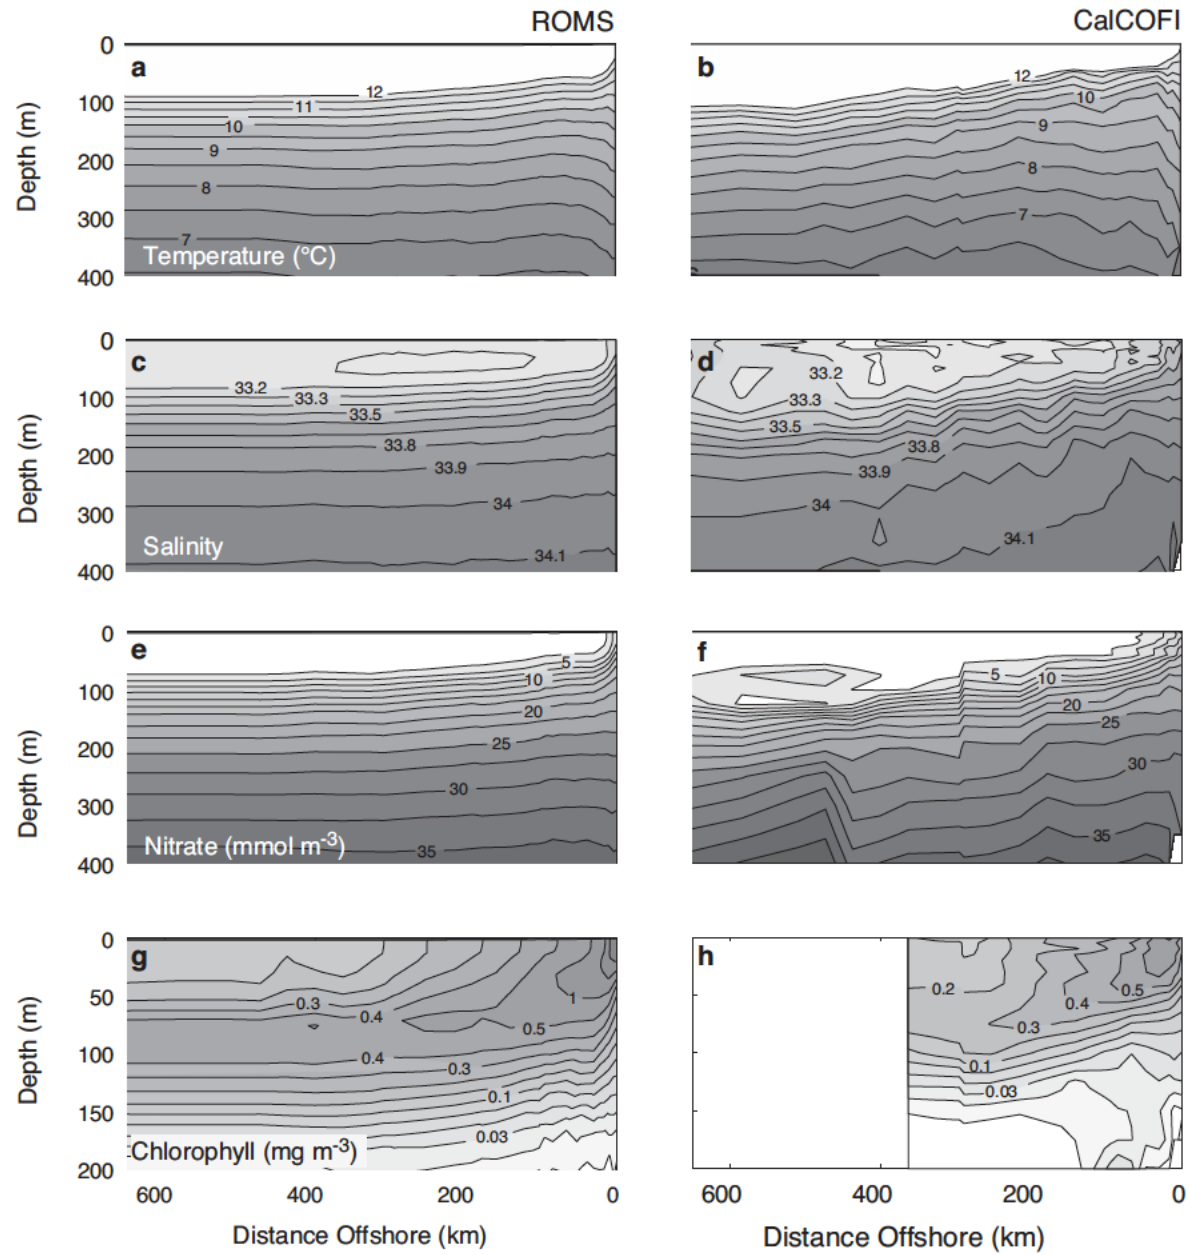 ROMS CalCOFI
0 a b
12 12
100 11 10
10 9
9 8
200 8 7
300 7
Temperature (°C)
400
Depth (m)
0 c d
33.2 33.2
100 33.3 33.3
33.5 33.5
33.8 33.8
200 33.9 33.9
34 34
300
Salinity 34.1 34.1
400
Depth (m)
0 e f
5 5
100 10 10
20 20
25 25
200 30 30
300
Nitrate (mmol m-3) 35 35
400
Depth (m)
0 g h
50 0.3 1 0.2 0.5
0.4 0.5 0.4
0.3
100 0.4 0.3 0.1
0.1 0.03
150 0.03
Chlorophyll (mg m-3)
200
Depth (m)
600 400 200 0 600 400 200 0
Distance Offshore (km) Distance Offshore (km)